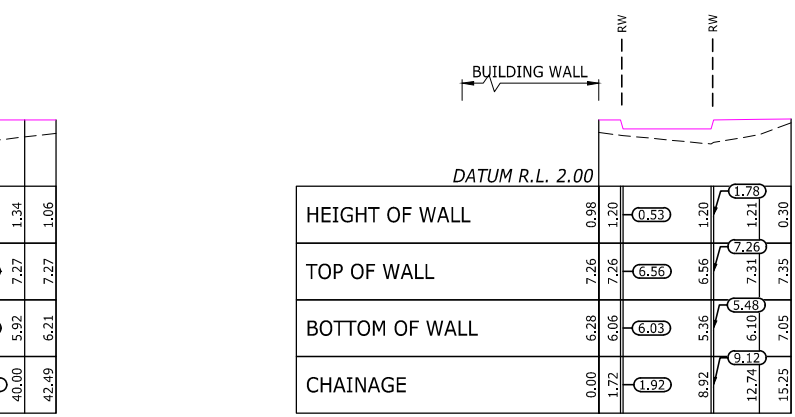 RW RW
BUILDING WALL
DATUM R.L. 2.00
1.34 1.06
HEIGHT OF WALL 0.98 1.20 0.53 1.20 1.78 1.21 0.30
7.27 7.27
TOP OF WALL 7.26 7.26 6.56 6.56 7.26 7.31 7.35
5.92 6.21
BOTTOM OF WALL 6.28 6.06 6.03 5.36 5.48 6.10 7.05
40.00 42.49
CHAINAGE 0.00 1.72 1.92 8.92 9.12 12.74 15.25